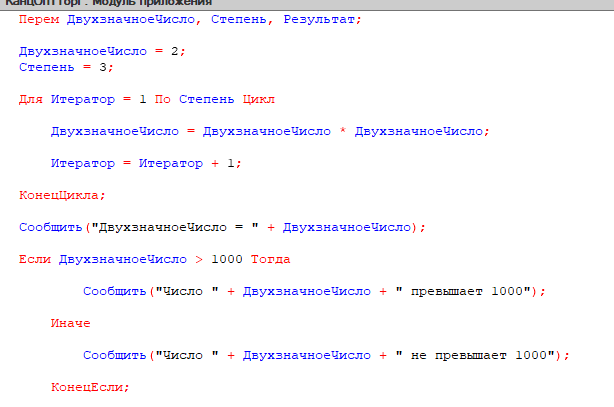 КанцОптТорг: Модуль приложения
Перем ДвухзначноеЧисло, Степень, Результат;
ДвухзначноеЧисло = 2;
Степень = 3;
Для Итератор = 1 По Степень Цикл
ДвухзначноеЧисло = ДвухзначноеЧисло * ДвухзначноеЧисло;
Итератор = Итератор + 1;
КонецЦикла;
Сообщить("ДвухзначноеЧисло = " + ДвухзначноеЧисло);
Если ДвухзначноеЧисло > 1000 Тогда
Сообщить("Число " + ДвухзначноеЧисло + " превышает 1000");
Иначе
Сообщить("Число " + ДвухзначноеЧисло + " не превышает 1000");
КонецЕсли;